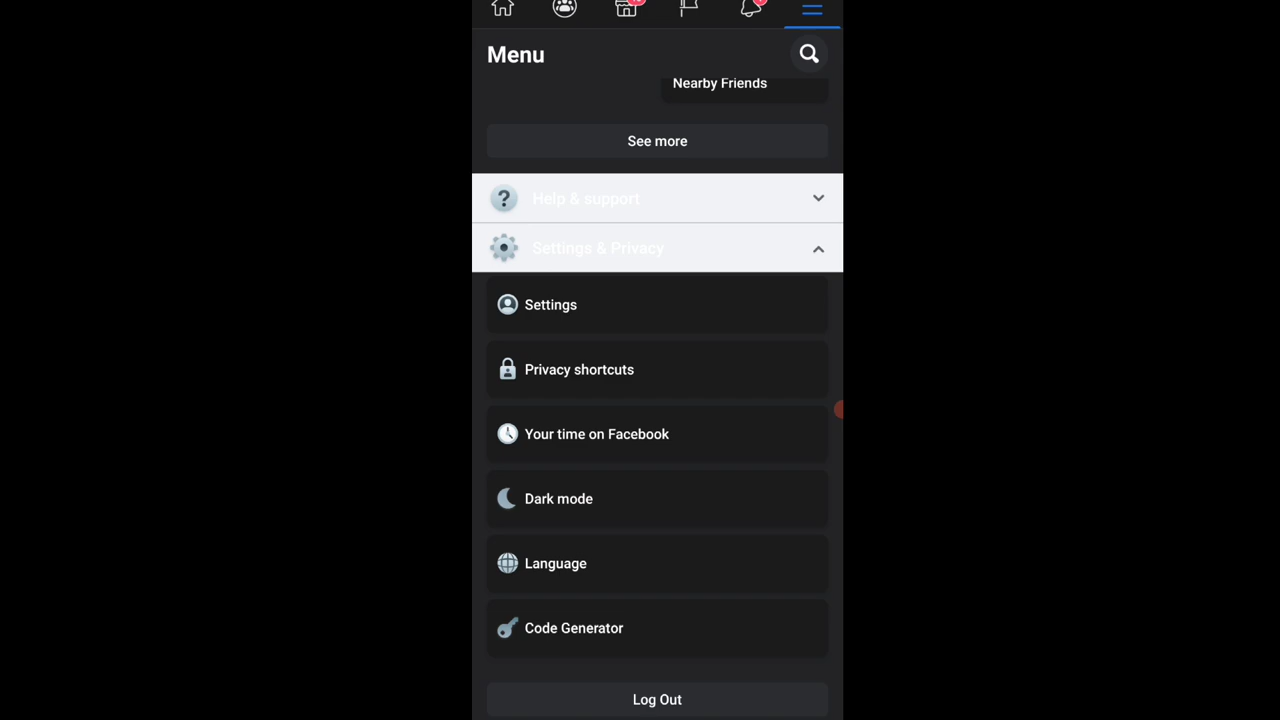 Menu
Nearby Friends
See more
Help & support
Settings & Privacy
Settings
Privacy shortcuts
Your time on Facebook
Dark mode
Language
Code Generator
Log Out